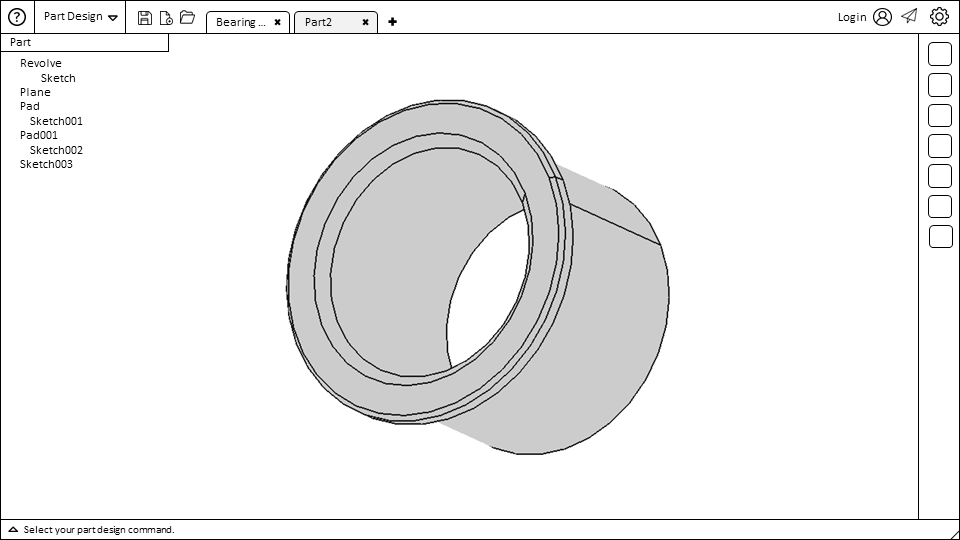 ? Part Design Bearing ... × Part2 × + Login
Part
Revolve
Sketch
Plane
Pad
Sketch001
Pad001
Sketch002
Sketch003
Select your part design command.